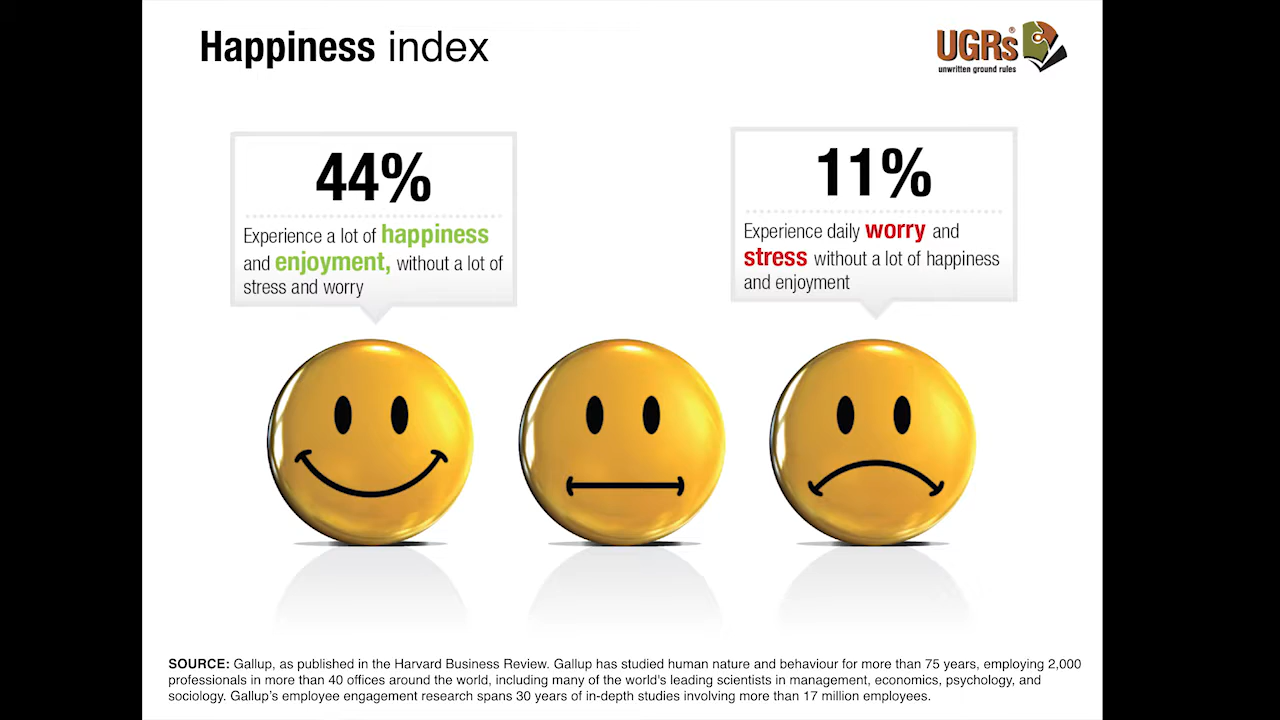 Happiness index
UGRs®
unwritten ground rules
44%
Experience a lot of happiness
and enjoyment, without a lot of
stress and worry
11%
Experience daily worry and
stress without a lot of happiness
and enjoyment
SOURCE: Gallup, as published in the Harvard Business Review. Gallup has studied human nature and behaviour for more than 75 years, employing 2,000
professionals in more than 40 offices around the world, including many of the world's leading scientists in management, economics, psychology, and
sociology. Gallup's employee engagement research spans 30 years of in-depth studies involving more than 17 million employees.